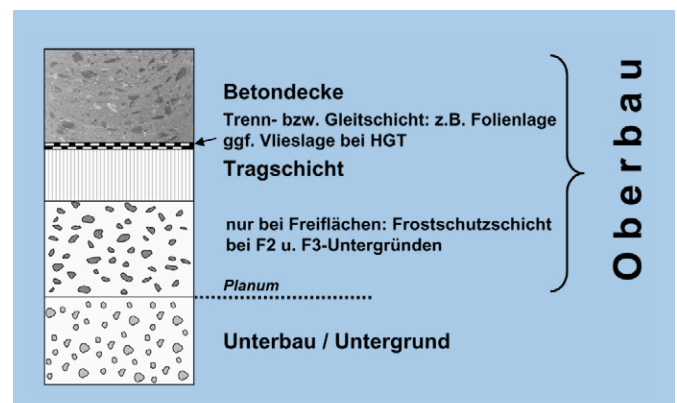 Betondecke
Trenn- bzw. Gleitschicht: z.B. Folienlage
ggf. Vlieslage bei HGT
Tragschicht
nur bei Freiflächen: Frostschutzschicht
bei F2 u. F3-Untergründen
Planum
Unterbau / Untergrund
Oberbau